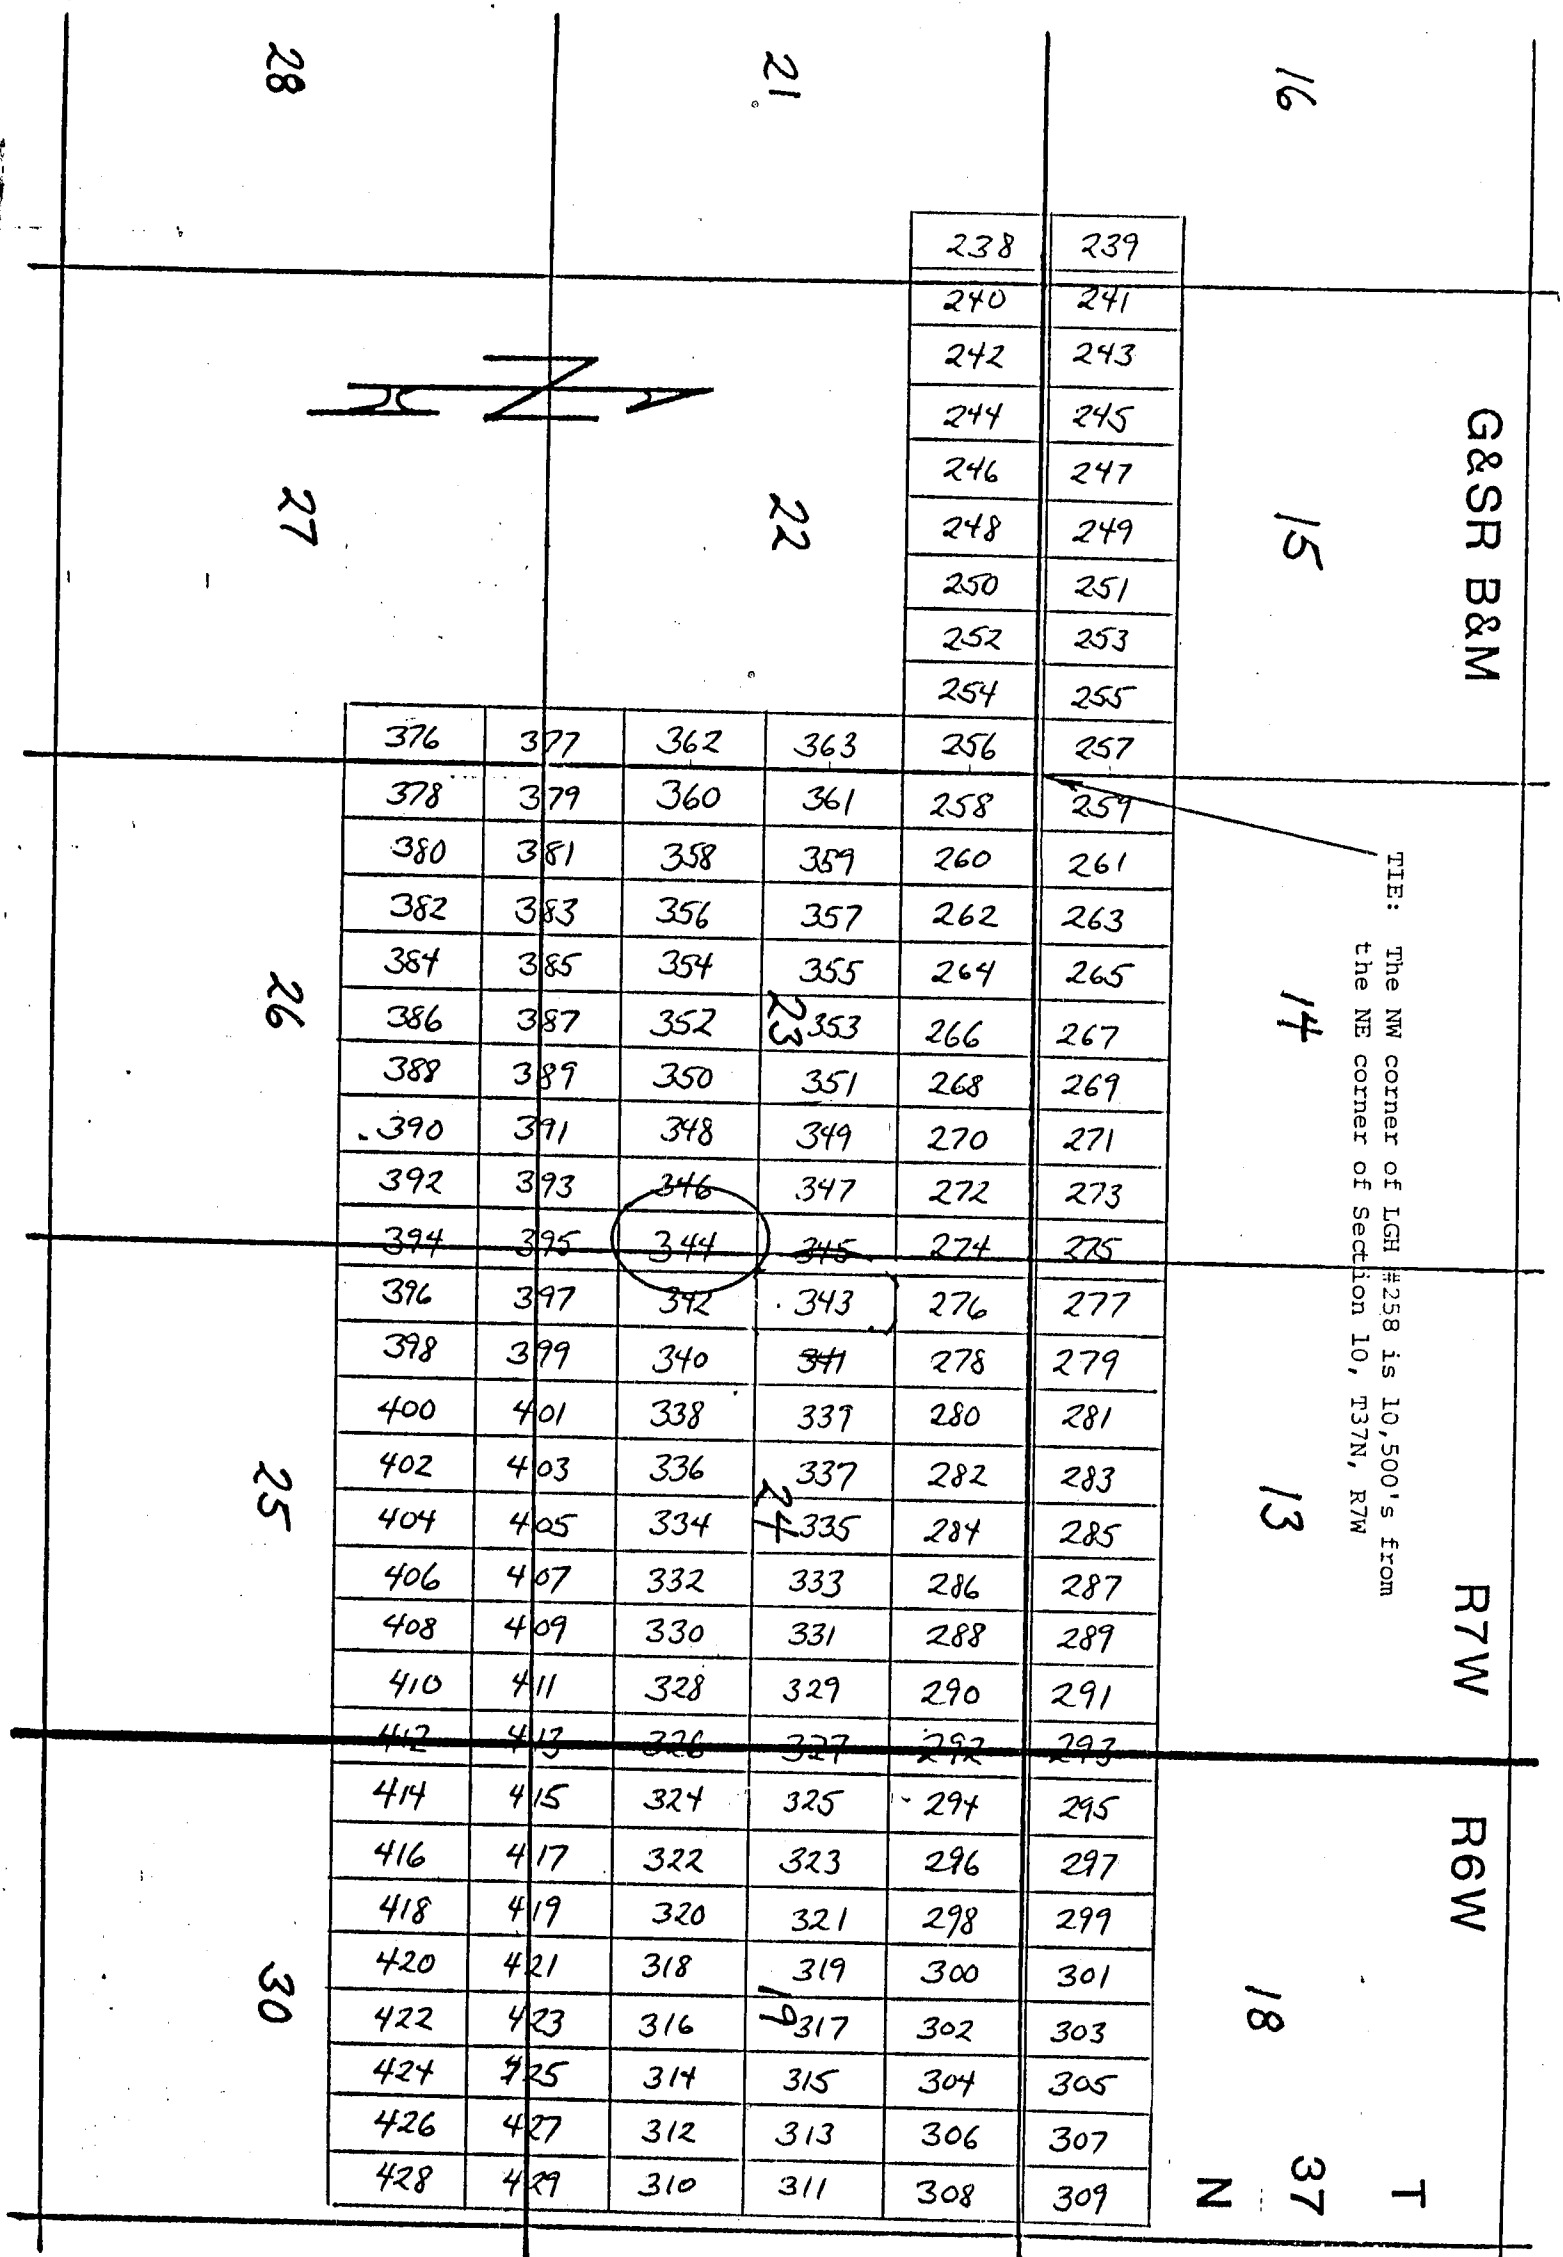 G&SR B&M
R7W
R6W
T
37
N
TIE: The NW corner of LGH #258 is 10,500's from
the NE corner of Section 10, T37N, R7W
16
15
14
13
18
21
22
23
24
19
28
27
26
25
30
N
238 239
240 241
242 243
244 245
246 247
248 249
250 251
252 253
254 255
376 377 362 363 256 257
378 379 360 361 258 259
380 381 358 359 260 261
382 383 356 357 262 263
384 385 354 355 264 265
386 387 352 353 266 267
388 389 350 351 268 269
390 391 348 349 270 271
392 393 346 347 272 273
394 395 344 345 274 275
396 397 342 343 276 277
398 399 340 341 278 279
400 401 338 339 280 281
402 403 336 337 282 283
404 405 334 335 284 285
406 407 332 333 286 287
408 409 330 331 288 289
410 411 328 329 290 291
412 413 326 327 292 293
414 415 324 325 294 295
416 417 322 323 296 297
418 419 320 321 298 299
420 421 318 319 300 301
422 423 316 317 302 303
424 425 314 315 304 305
426 427 312 313 306 307
428 429 310 311 308 309